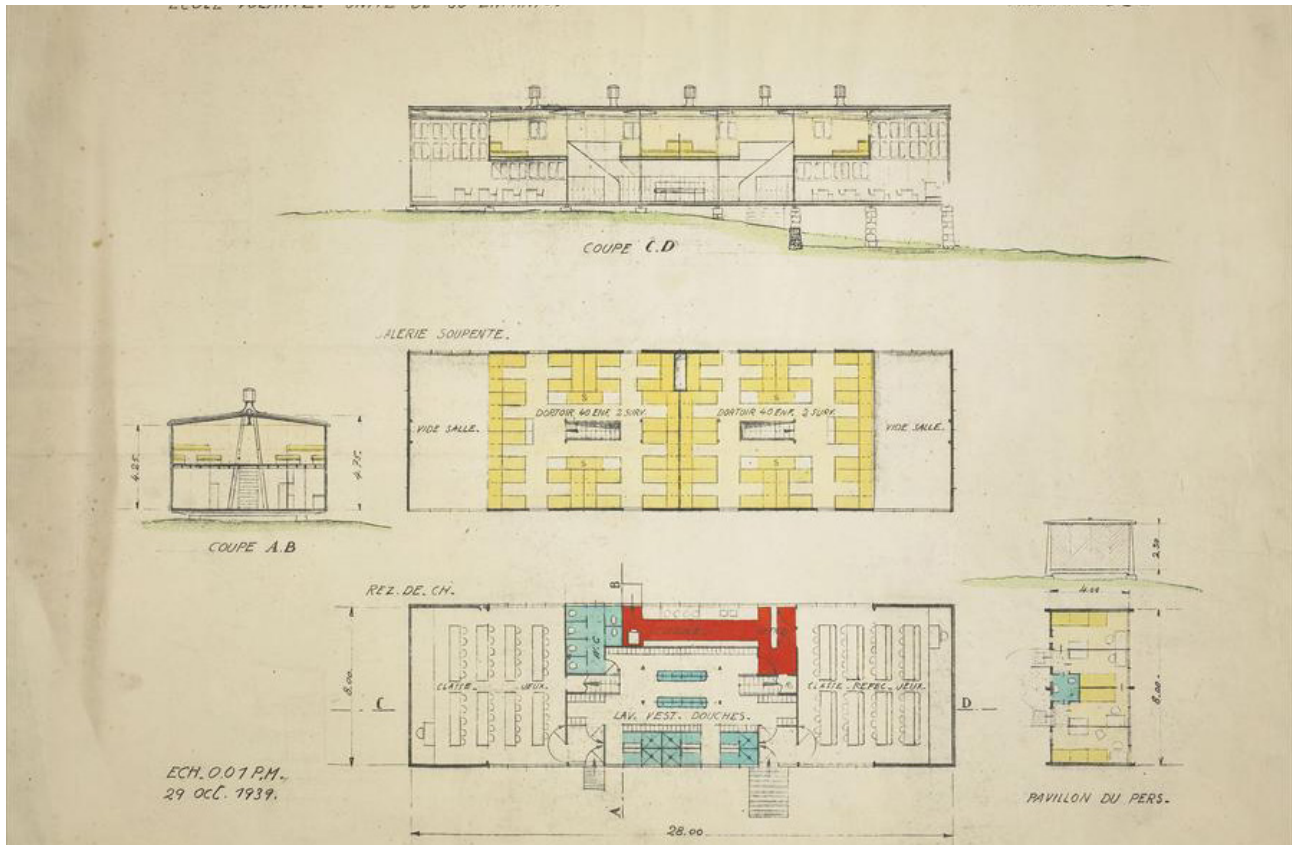 COUPE C.D
ALERIE SOUPENTE.
VIDE SALLE.
DORTOIR 40 ENF. 2 SURV.
S
S
DORTOIR 40 ENF. 2 SURV.
S
S
VIDE SALLE.
4.25.
4.75.
COUPE A.B
2.50
4.00
REZ. DE. CH.
B
8.00.
C
W.C
CLASSE. JEUX.
CLASSE. REFEC. JEUX.
D
LAV. VEST. DOUCHES.
8.00.
ECH. 0.01 P.M.
29 OCT. 1939.
A
PAVILLON DU PERS.
28.00